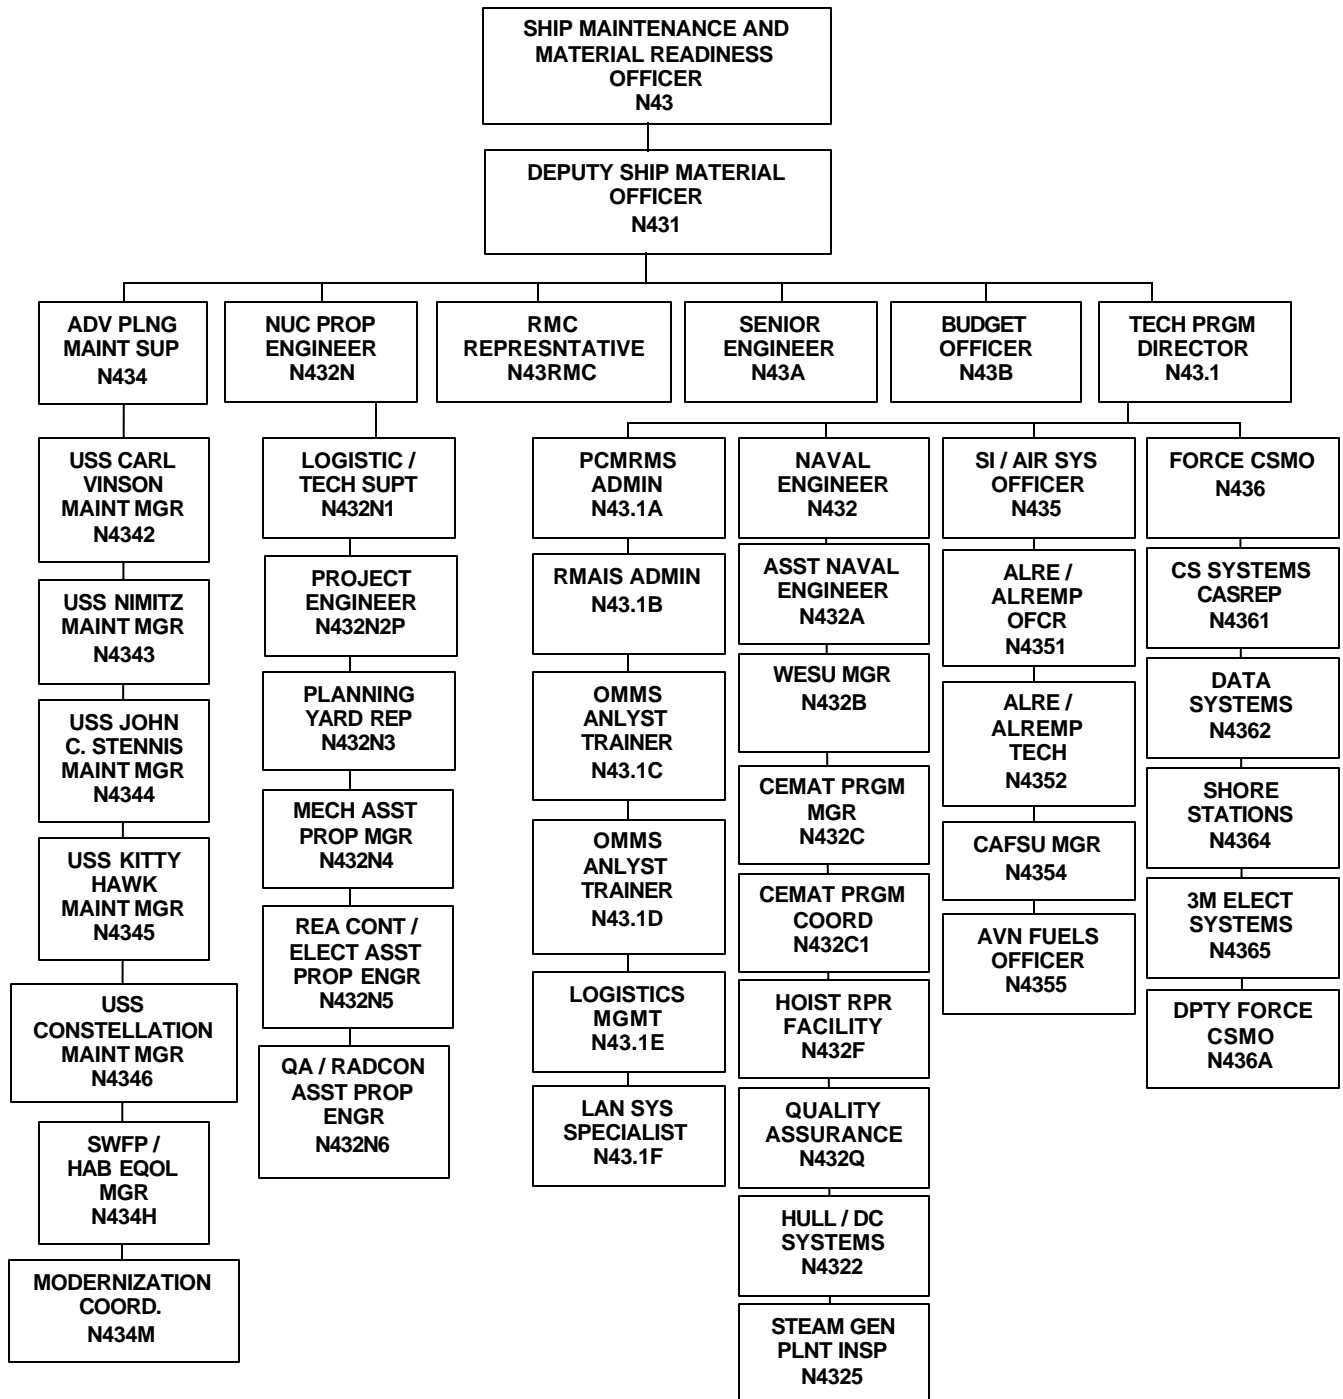 SHIP MAINTENANCE AND
MATERIAL READINESS
OFFICER
N43
DEPUTY SHIP MATERIAL
OFFICER
N431
ADV PLNG
MAINT SUP
N434
NUC PROP
ENGINEER
N432N
RMC
REPRESNTATIVE
N43RMC
SENIOR
ENGINEER
N43A
BUDGET
OFFICER
N43B
TECH PRGM
DIRECTOR
N43.1
USS CARL
VINSON
MAINT MGR
N4342
USS NIMITZ
MAINT MGR
N4343
USS JOHN
C. STENNIS
MAINT MGR
N4344
USS KITTY
HAWK
MAINT MGR
N4345
USS
CONSTELLATION
MAINT MGR
N4346
SWFP /
HAB EQOL
MGR
N434H
MODERNIZATION
COORD.
N434M
LOGISTIC /
TECH SUPT
N432N1
PROJECT
ENGINEER
N432N2P
PLANNING
YARD REP
N432N3
MECH ASST
PROP MGR
N432N4
REA CONT /
ELECT ASST
PROP ENGR
N432N5
QA / RADCON
ASST PROP
ENGR
N432N6
PCMRMS
ADMIN
N43.1A
RMAIS ADMIN
N43.1B
OMMS
ANLYST
TRAINER
N43.1C
OMMS
ANLYST
TRAINER
N43.1D
LOGISTICS
MGMT
N43.1E
LAN SYS
SPECIALIST
N43.1F
NAVAL
ENGINEER
N432
ASST NAVAL
ENGINEER
N432A
WESU MGR
N432B
CEMAT PRGM
MGR
N432C
CEMAT PRGM
COORD
N432C1
HOIST RPR
FACILITY
N432F
QUALITY
ASSURANCE
N432Q
HULL / DC
SYSTEMS
N4322
STEAM GEN
PLNT INSP
N4325
SI / AIR SYS
OFFICER
N435
ALRE /
ALREMP
OFCR
N4351
ALRE /
ALREMP
TECH
N4352
CAFSU MGR
N4354
AVN FUELS
OFFICER
N4355
FORCE CSMO
N436
CS SYSTEMS
CASREP
N4361
DATA
SYSTEMS
N4362
SHORE
STATIONS
N4364
3M ELECT
SYSTEMS
N4365
DPTY FORCE
CSMO
N436A